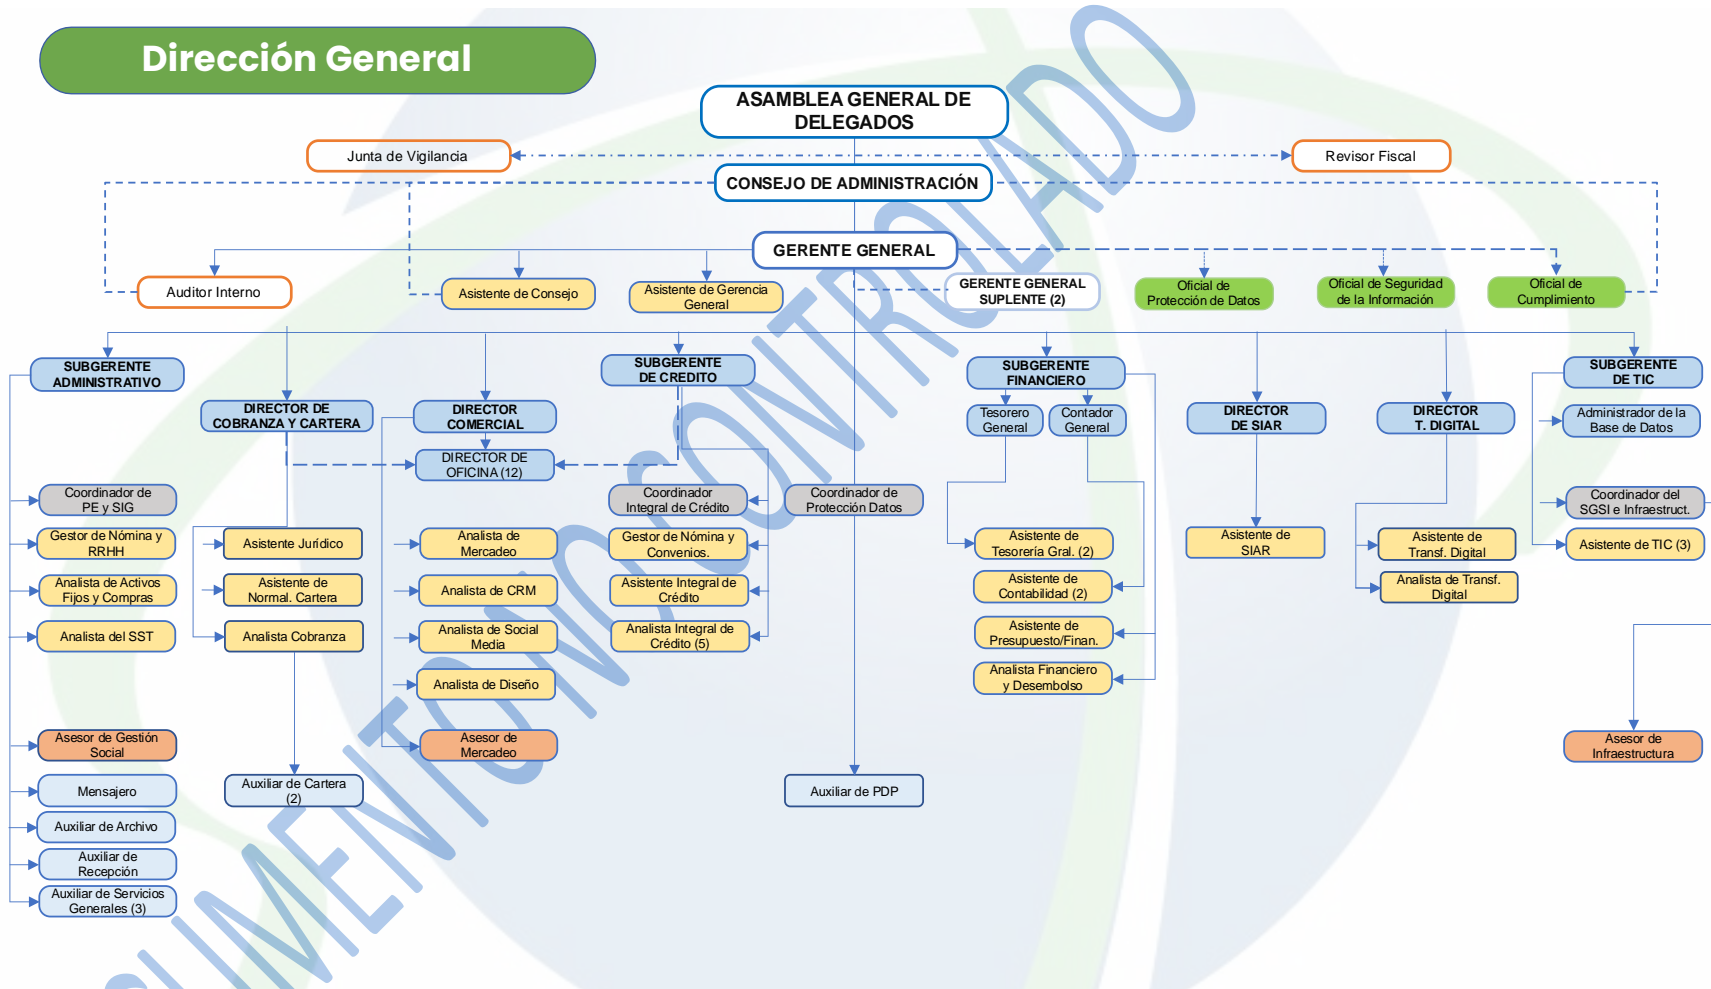 Dirección General
ASAMBLEA GENERAL DE
DELEGADOS
Junta de Vigilancia
Revisor Fiscal
CONSEJO DE ADMINISTRACIÓN
GERENTE GENERAL
Auditor Interno
Asistente de Consejo
Asistente de Gerencia
General
GERENTE GENERAL
SUPLENTE (2)
Oficial de
Protección de Datos
Oficial de Seguridad
de la Información
Oficial de
Cumplimiento
SUBGERENTE
ADMINISTRATIVO
DIRECTOR DE
COBRANZA Y CARTERA
DIRECTOR
COMERCIAL
SUBGERENTE
DE CREDITO
SUBGERENTE
FINANCIERO
DIRECTOR
DE SIAR
DIRECTOR
T. DIGITAL
SUBGERENTE
DE TIC
Tesorero
General
Contador
General
Administrador de la
Base de Datos
DIRECTOR DE
OFICINA (12)
Coordinador de
PE y SIG
Coordinador
Integral de Crédito
Coordinador de
Protección Datos
Coordinador del
SGSI e Infraestruct.
Gestor de Nómina y
RRHH
Asistente Jurídico
Analista de
Mercadeo
Gestor de Nómina y
Convenios.
Asistente de
Tesorería Gral. (2)
Asistente de
SIAR
Asistente de
Transf. Digital
Asistente de TIC (3)
Analista de Activos
Fijos y Compras
Asistente de
Normal. Cartera
Analista de CRM
Asistente Integral de
Crédito
Asistente de
Contabilidad (2)
Analista de Transf.
Digital
Analista del SST
Analista Cobranza
Analista de Social
Media
Analista Integral de
Crédito (5)
Asistente de
Presupuesto/Finan.
Analista de Diseño
Analista Financiero
y Desembolso
Asesor de Gestión
Social
Asesor de
Mercadeo
Asesor de
Infraestructura
Mensajero
Auxiliar de Cartera
(2)
Auxiliar de PDP
Auxiliar de Archivo
Auxiliar de
Recepción
Auxiliar de Servicios
Generales (3)
UMENTO NO CONTROLADO